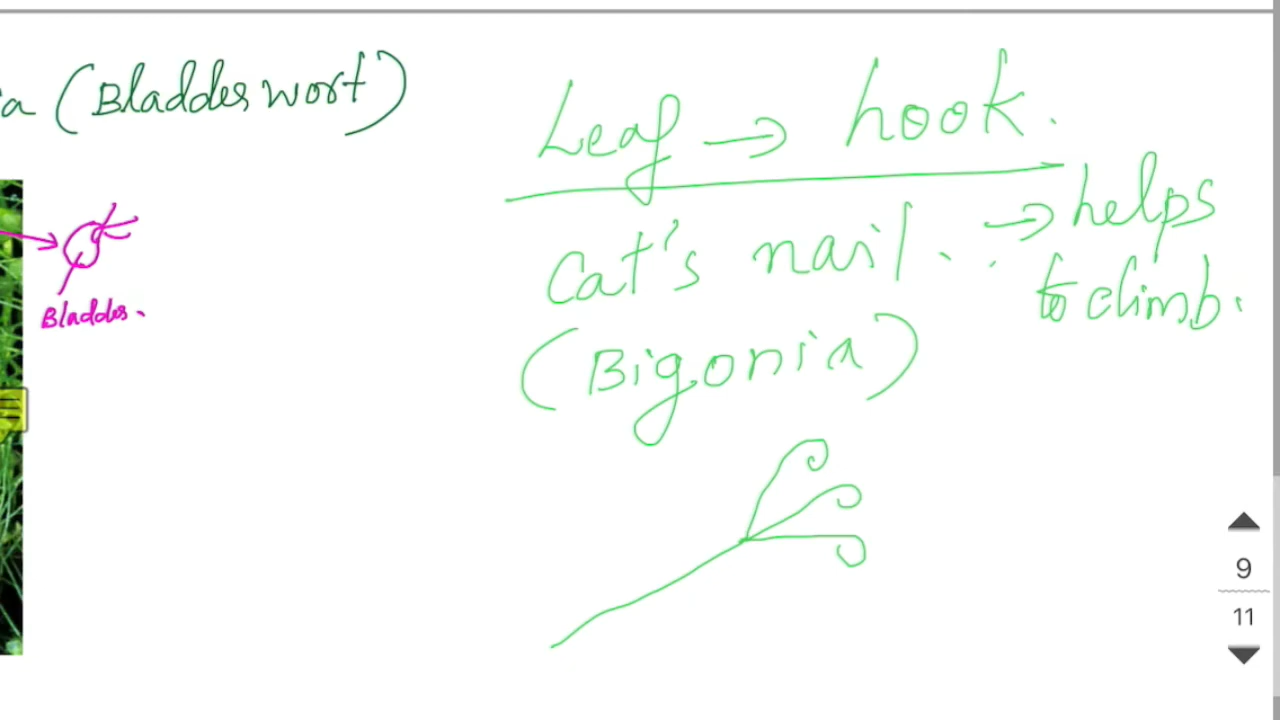 a (Bladder wort)
Bladder.
Leaf → hook.
Cat's nail. . → helps
to climb.
(Bigonia)
9
11